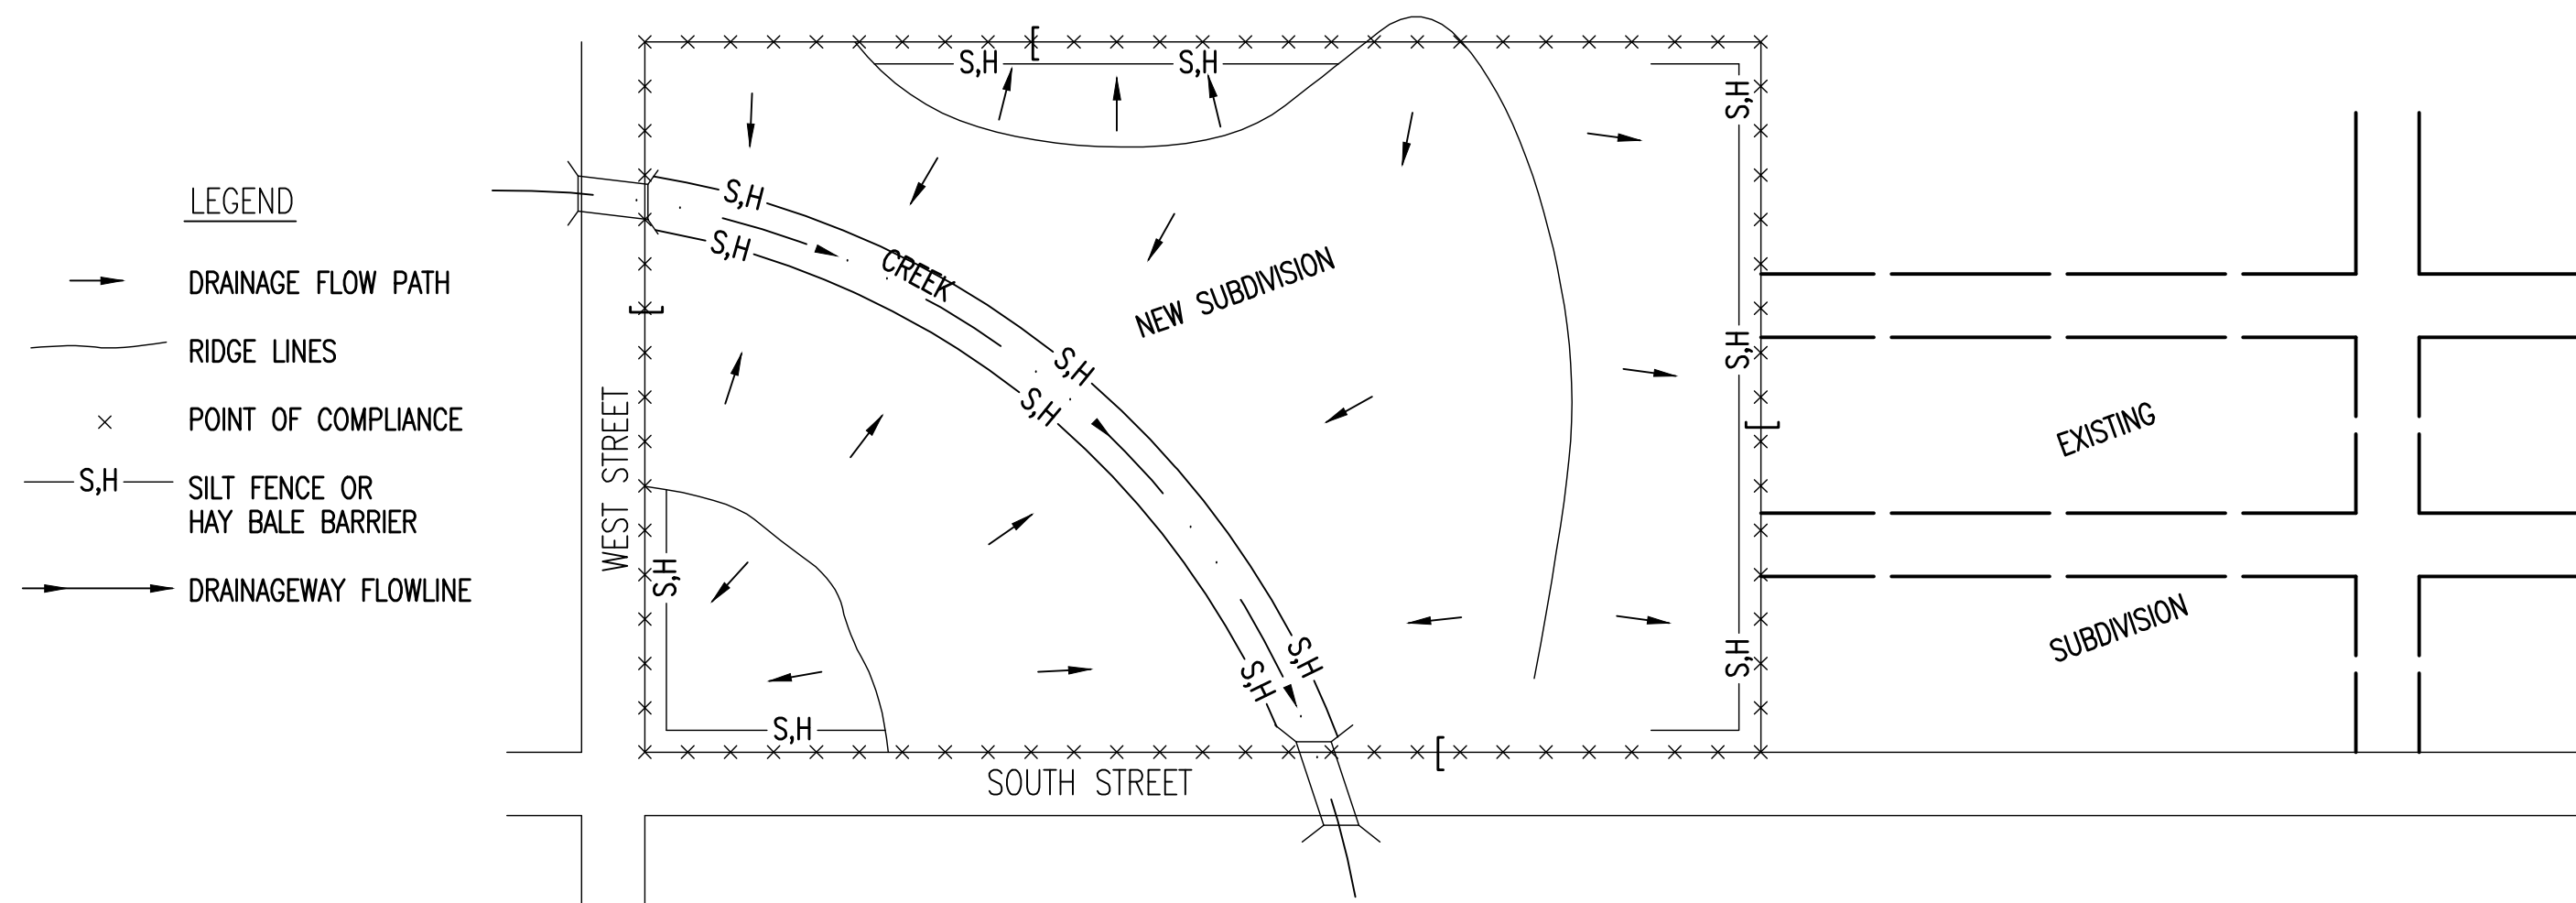 LEGEND
DRAINAGE FLOW PATH
RIDGE LINES
POINT OF COMPLIANCE
S,H
SILT FENCE OR
HAY BALE BARRIER
DRAINAGEWAY FLOWLINE
S,H
S,H
S,H
S,H
S,H
CREEK
NEW SUBDIVISION
S,H
S,H
S,H
WEST STREET
EXISTING
S,H
S,H
S,H
S,H
S,H
SUBDIVISION
SOUTH STREET